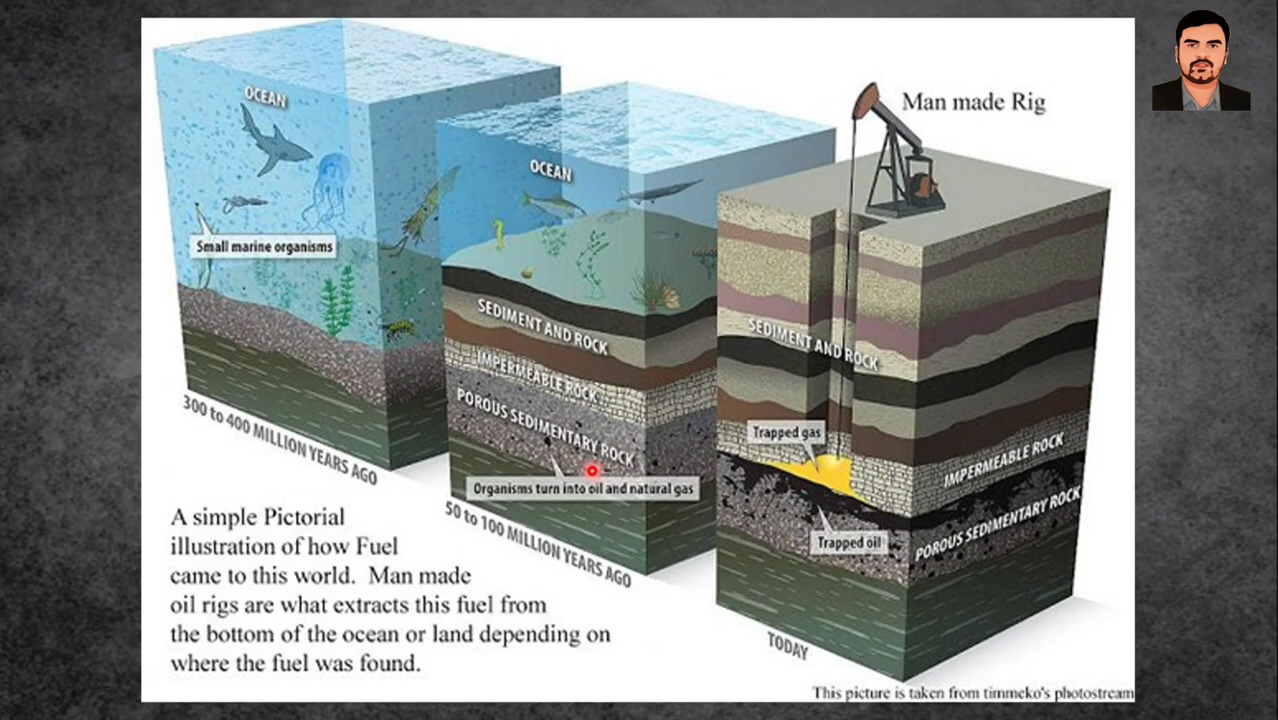 OCEAN
Small marine organisms
300 to 400 MILLION YEARS AGO
OCEAN
SEDIMENT AND ROCK
IMPERMEABLE ROCK
POROUS SEDIMENTARY ROCK
Organisms turn into oil and natural gas
50 to 100 MILLION YEARS AGO
Man made Rig
SEDIMENT AND ROCK
Trapped gas
IMPERMEABLE ROCK
POROUS SEDIMENTARY ROCK
Trapped oil
TODAY
A simple Pictorial
illustration of how Fuel
came to this world. Man made
oil rigs are what extracts this fuel from
the bottom of the ocean or land depending on
where the fuel was found.
This picture is taken from timmeko's photostream